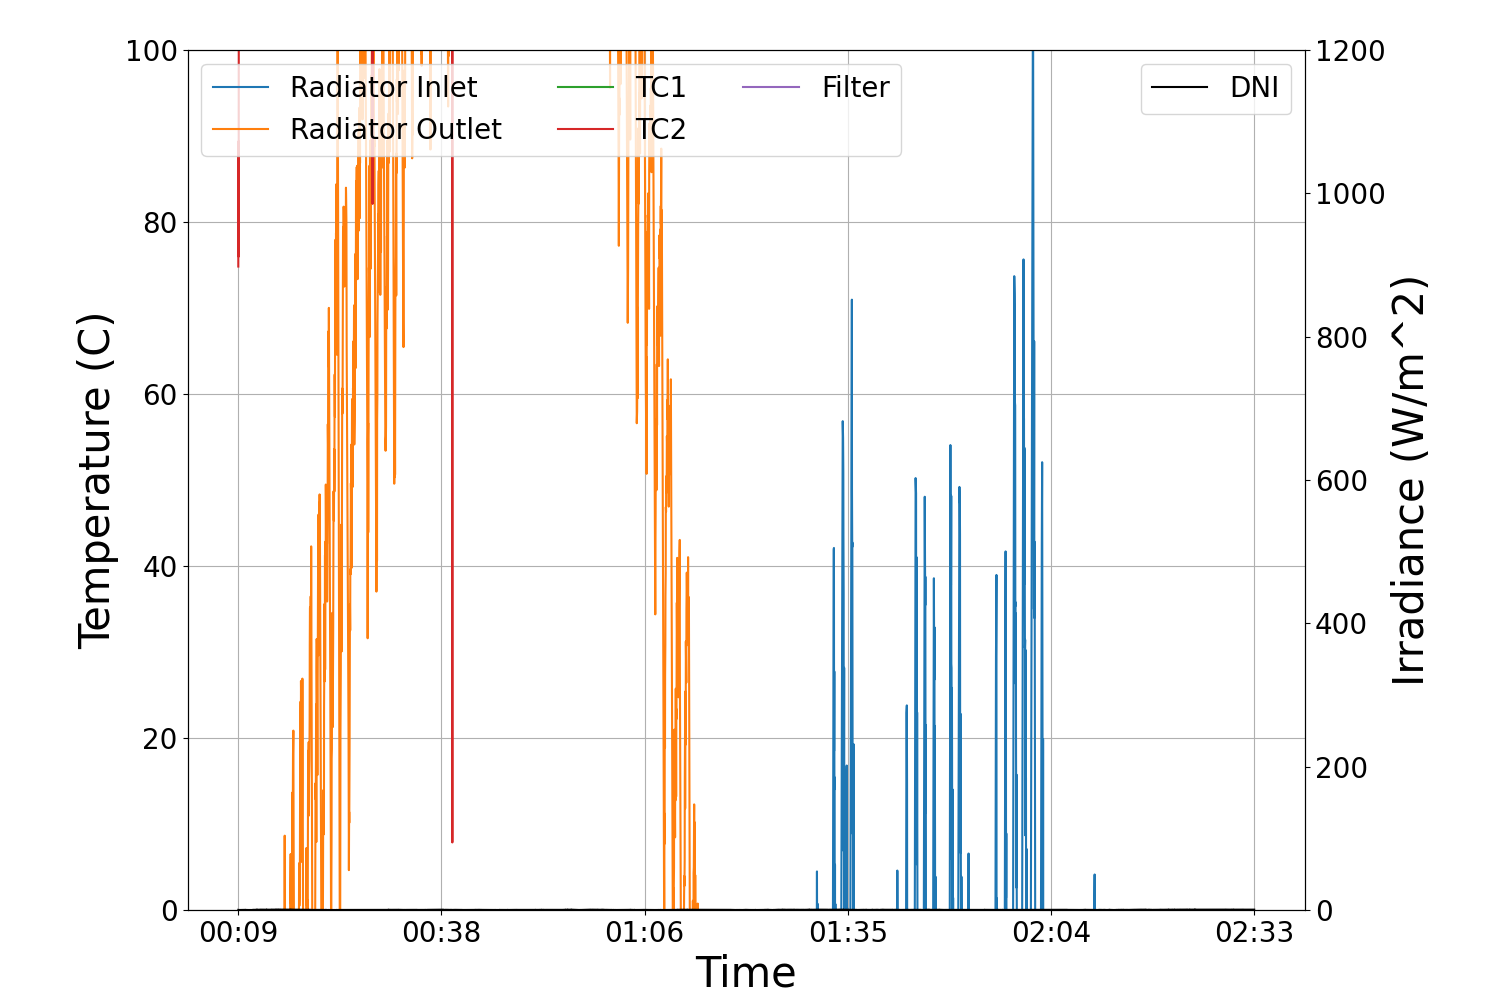 100
80
60
40
20
0
Temperature (C)
Radiator Inlet
Radiator Outlet
TC1
TC2
Filter
DNI
1200
1000
800
600
400
200
0
Irradiance (W/m^2)
00:09 00:38 01:06 01:35 02:04 02:33
Time